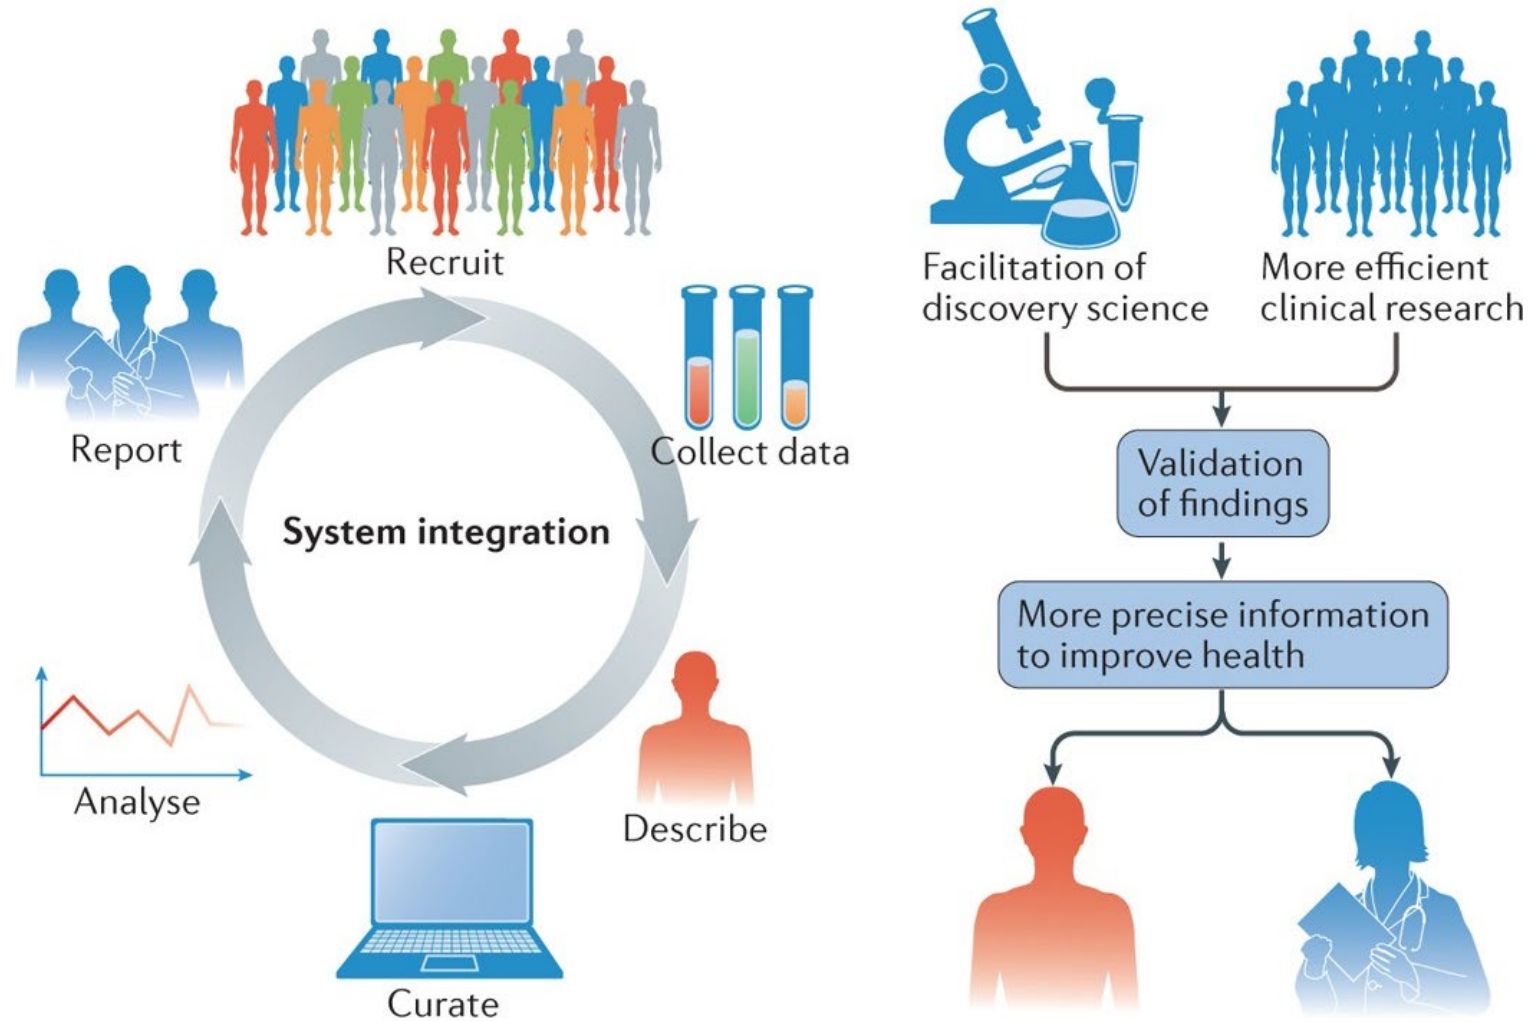 Recruit
Collect data
Describe
Curate
Analyse
Report
System integration
Facilitation of
discovery science
More efficient
clinical research
Validation
of findings
More precise information
to improve health